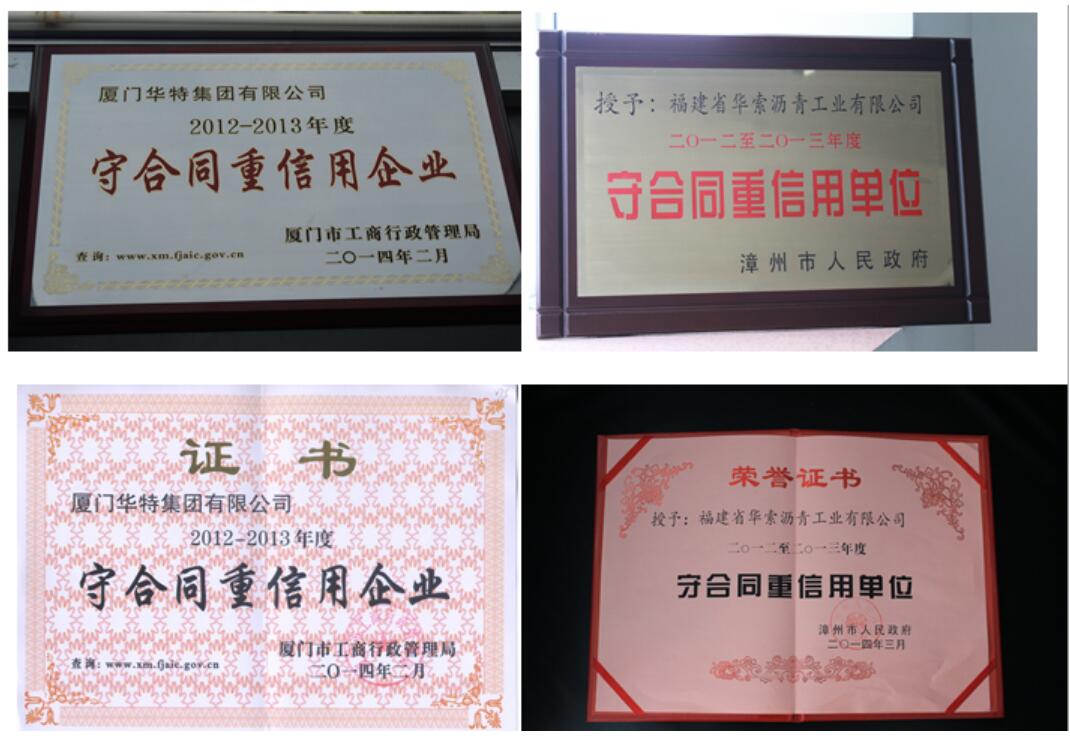 厦门华特集团有限公司
2012-2013年度
守合同重信用企业
厦门市工商行政管理局
查询：www.xm.fjaic.gov.cn
二〇一四年二月
授予：福建省华索沥青工业有限公司
二〇一二至二〇一三年度
守合同重信用单位
漳州市人民政府
证书
厦门华特集团有限公司
2012-2013年度
守合同重信用企业
厦门市工商行政管理局
查询：www.xm.fjaic.gov.cn
二〇一四年二月
荣誉证书
授予：福建省华索沥青工业有限公司
二〇一二至二〇一三年度
守合同重信用单位
漳州市人民政府
二〇一四年三月